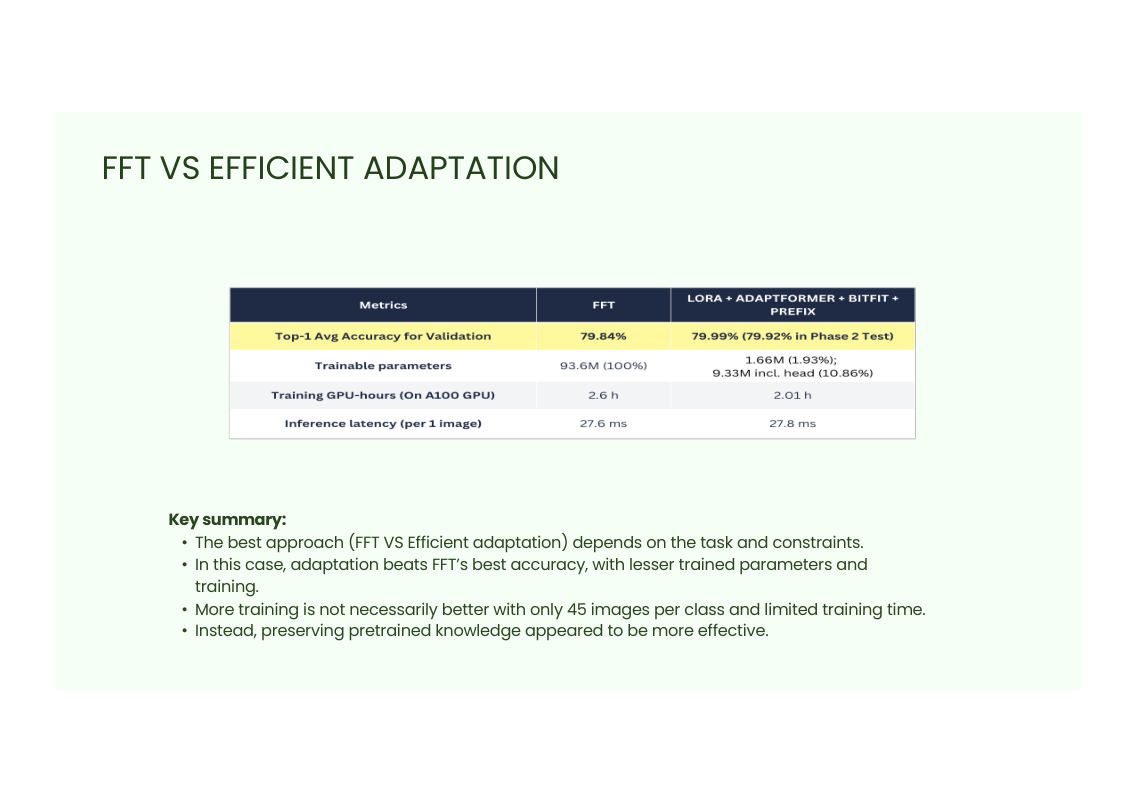 FFT VS EFFICIENT ADAPTATION
Metrics FFT LORA + ADAPTFORMER + BITFIT +
PREFIX
Top-1 Avg Accuracy for Validation 79.84% 79.99% (79.92% in Phase 2 Test)
Trainable parameters 93.6M (100%) 1.66M (1.93%);
9.33M incl. head (10.86%)
Training GPU-hours (On A100 GPU) 2.6 h 2.01 h
Inference latency (per 1 image) 27.6 ms 27.8 ms
Key summary:
• The best approach (FFT VS Efficient adaptation) depends on the task and constraints.
• In this case, adaptation beats FFT’s best accuracy, with lesser trained parameters and
training.
• More training is not necessarily better with only 45 images per class and limited training time.
• Instead, preserving pretrained knowledge appeared to be more effective.